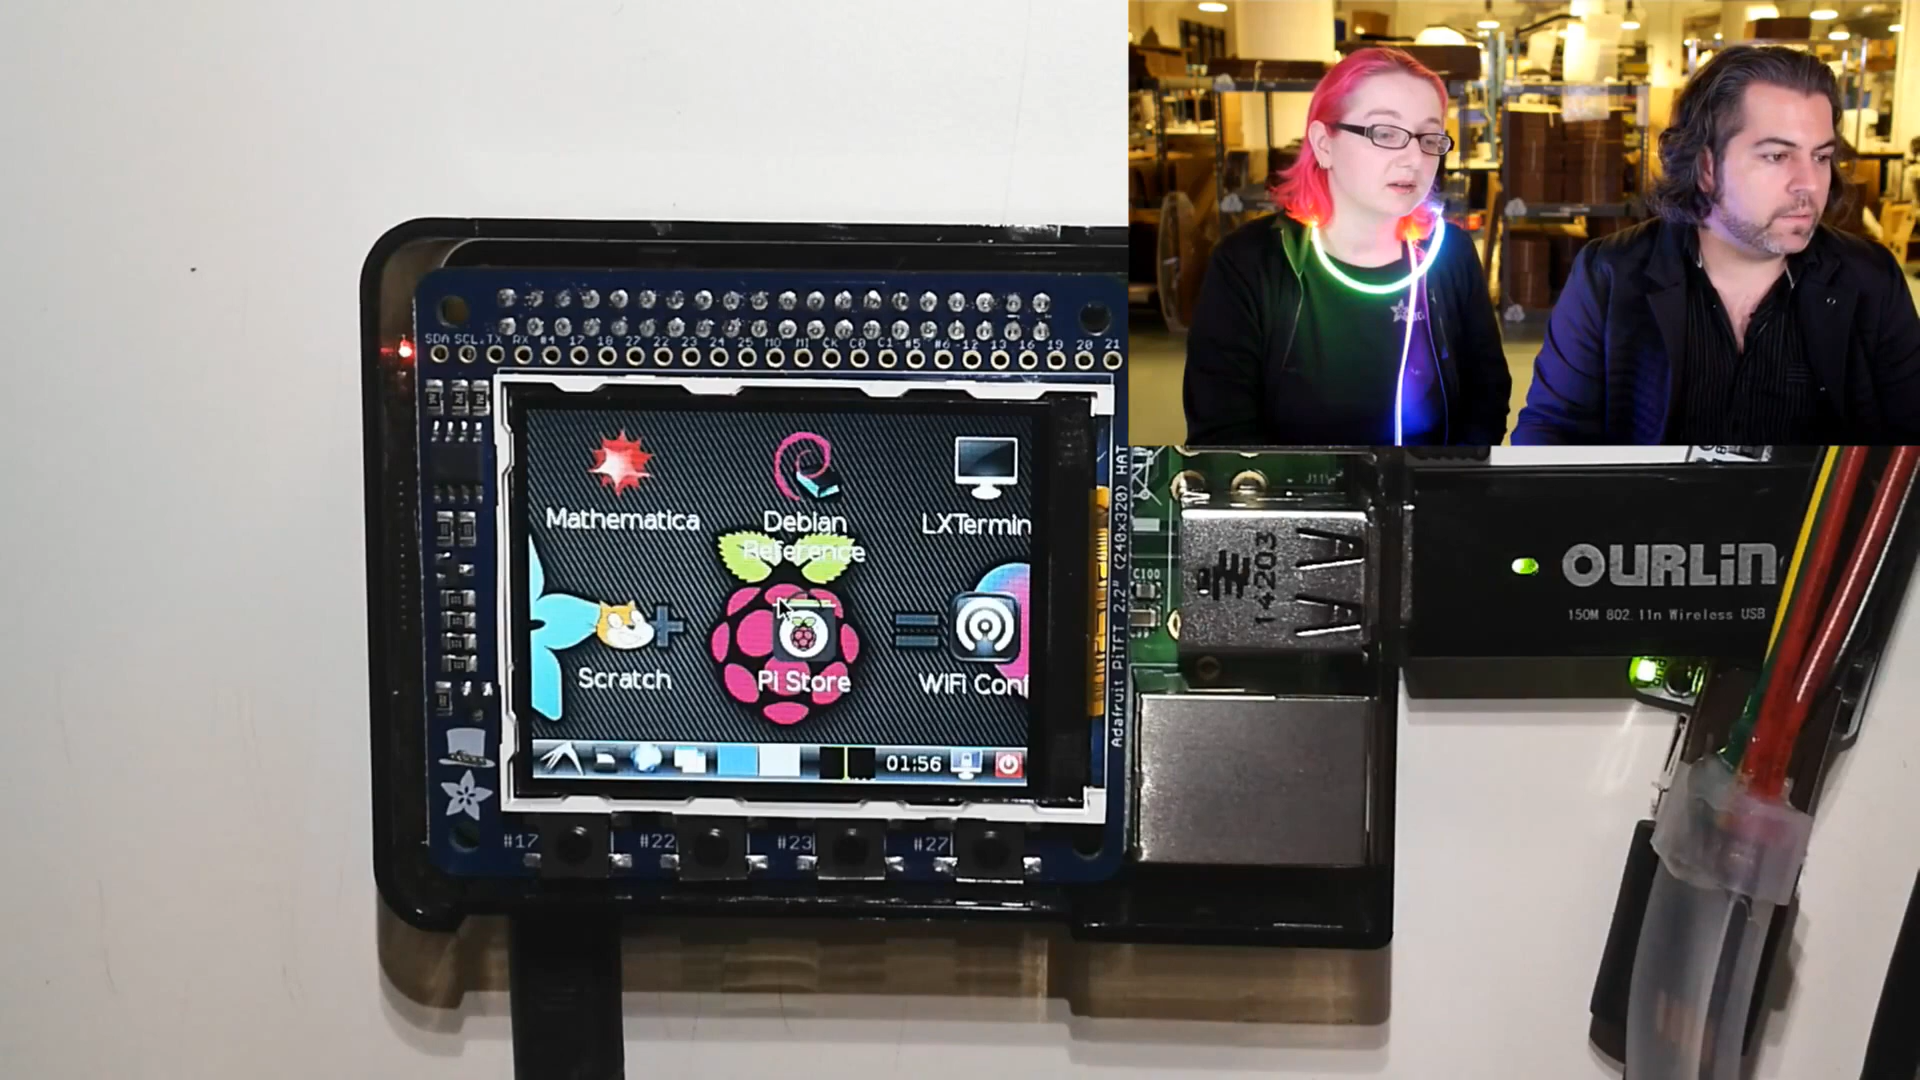 SDA SCL TX RX #4 17 18 27 22 23 24 25 MO MI CK C0 C1 #5 #6 12 13 16 19 20 21
Mathematica
Debian
Reference
LXTermin
Scratch
Pi Store
WiFi Conf
01:56
#17 #22 #23 #27
Adafruit PiTFT 2.2" (240x320) HAT
C100
14203
OURLiN
150M 802.11n Wireless USB